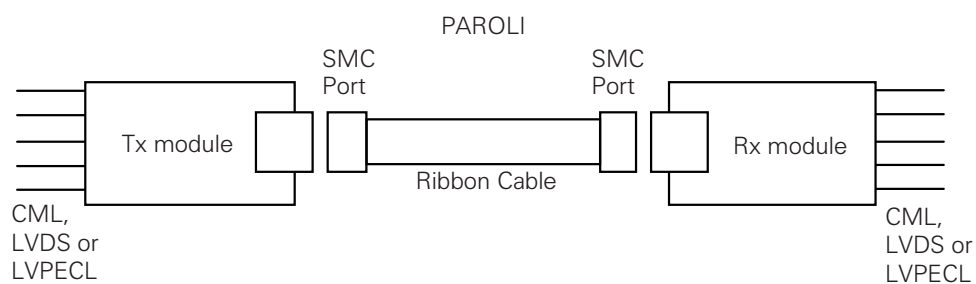 PAROLI
SMC
Port
SMC
Port
Tx module
Rx module
Ribbon Cable
CML,
LVDS or
LVPECL
CML,
LVDS or
LVPECL